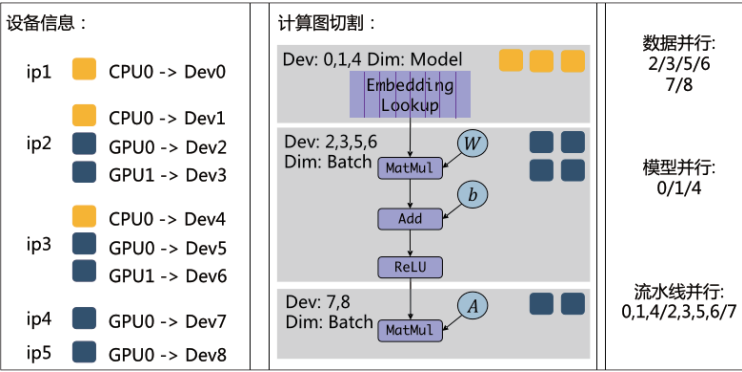 设备信息：
ip1
CPU0 -> Dev0
CPU0 -> Dev1
ip2
GPU0 -> Dev2
GPU1 -> Dev3
CPU0 -> Dev4
ip3
GPU0 -> Dev5
GPU1 -> Dev6
ip4
GPU0 -> Dev7
ip5
GPU0 -> Dev8
计算图切割：
Dev: 0,1,4 Dim: Model
Embedding
Lookup
Dev: 2,3,5,6
Dim: Batch
W
MatMul
b
Add
ReLU
Dev: 7,8
Dim: Batch
A
MatMul
数据并行:
2/3/5/6
7/8
模型并行:
0/1/4
流水线并行:
0,1,4/2,3,5,6/7